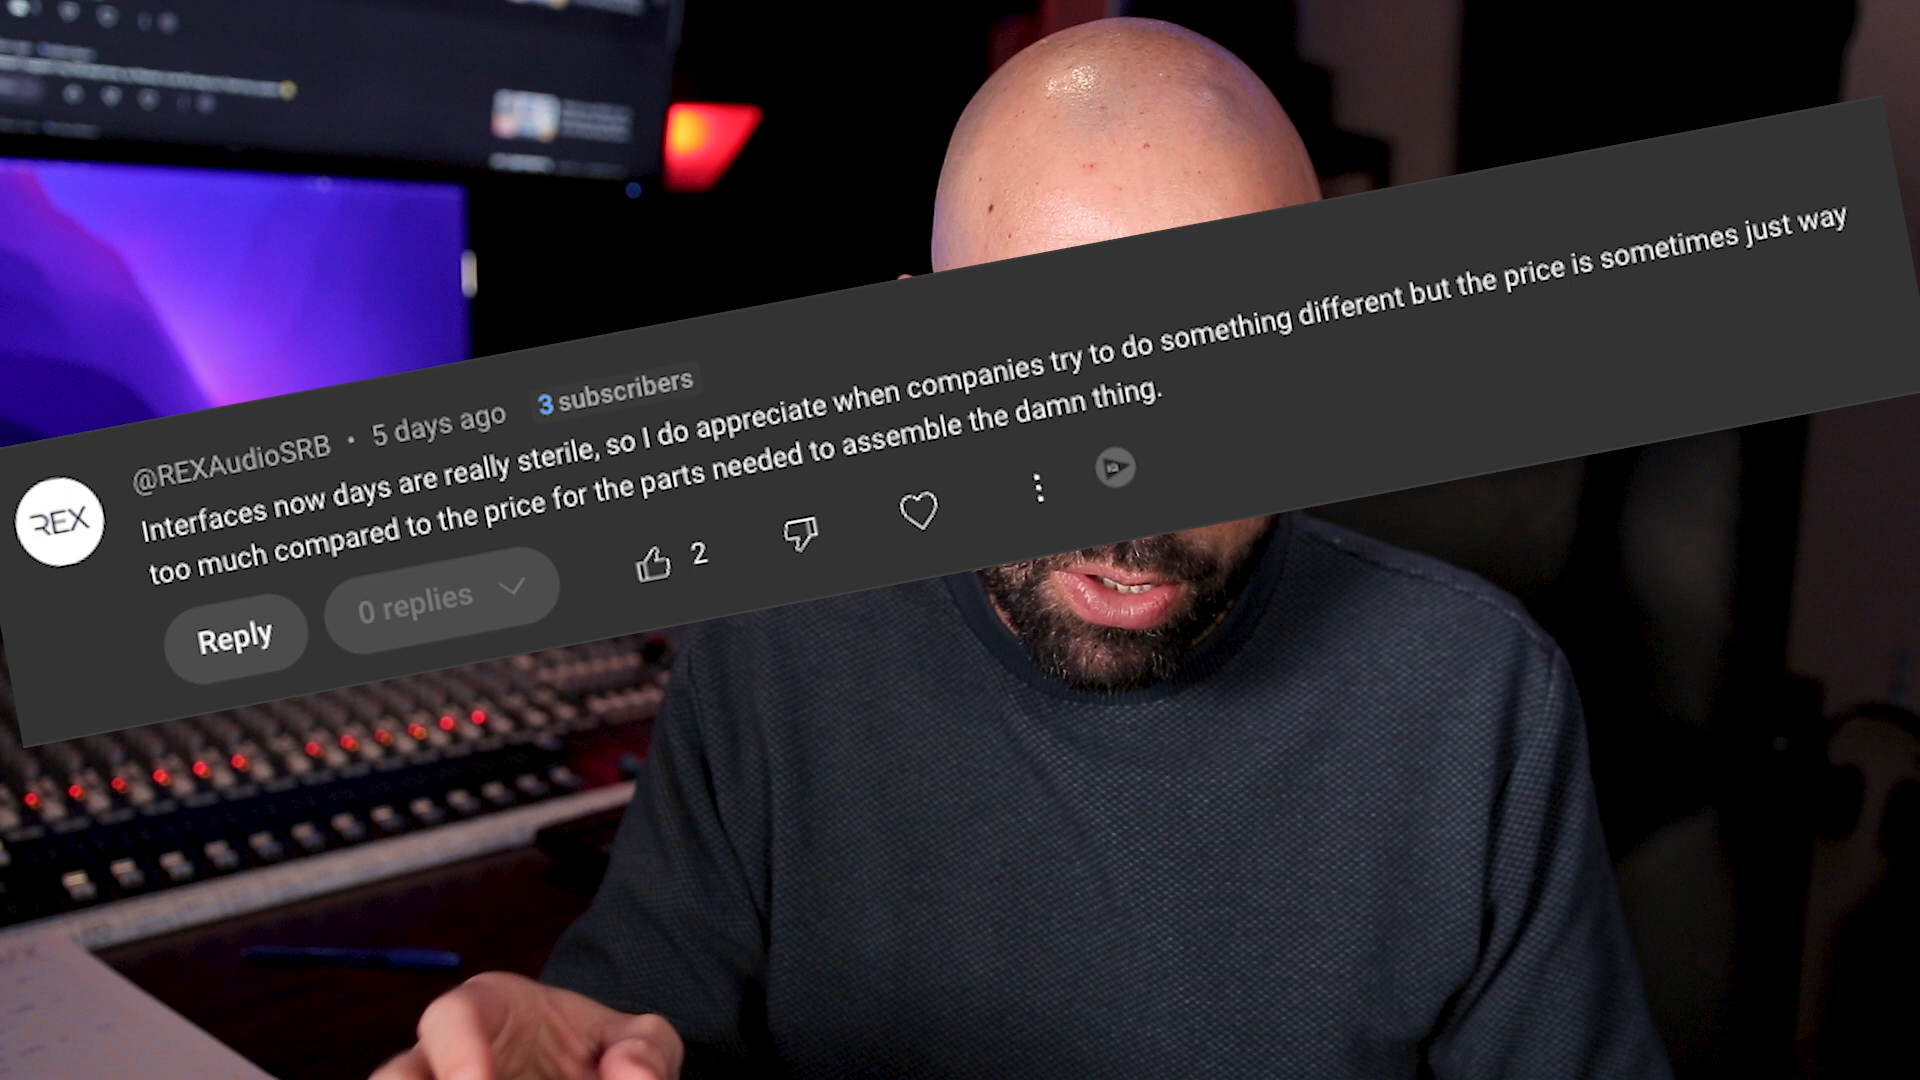 @REXAudioSRB • 5 days ago 3 subscribers
Interfaces now days are really sterile, so I do appreciate when companies try to do something different but the price is sometimes just way
too much compared to the price for the parts needed to assemble the damn thing.
REX
Reply 0 replies 2